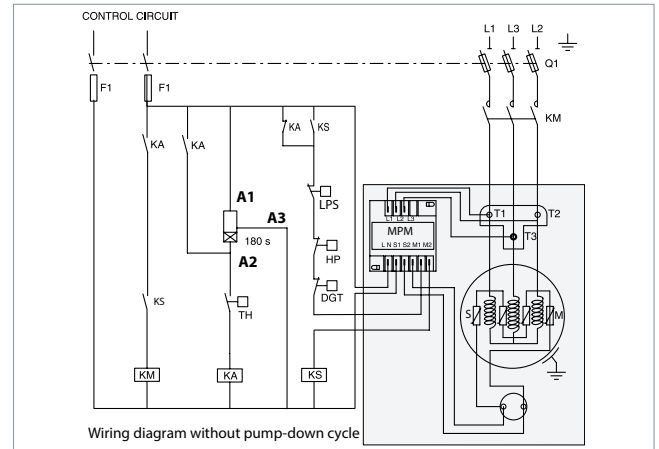 CONTROL CIRCUIT
L1 L3 L2
Q1
F1 F1
KM
KA KA KA KS
A1
LPS
A3
L1 L2 L3
T1 T2
MPM
T3
180 s
L N S1 S2 M1 M2
HP
A2
DGT
KS
TH
S M
KM KA KS
Wiring diagram without pump-down cycle